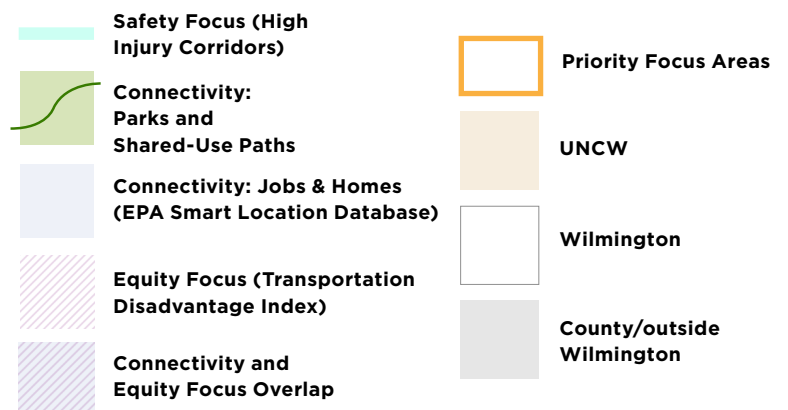 Safety Focus (High
Injury Corridors)
Connectivity:
Parks and
Shared-Use Paths
Connectivity: Jobs & Homes
(EPA Smart Location Database)
Equity Focus (Transportation
Disadvantage Index)
Connectivity and
Equity Focus Overlap
Priority Focus Areas
UNCW
Wilmington
County/outside
Wilmington